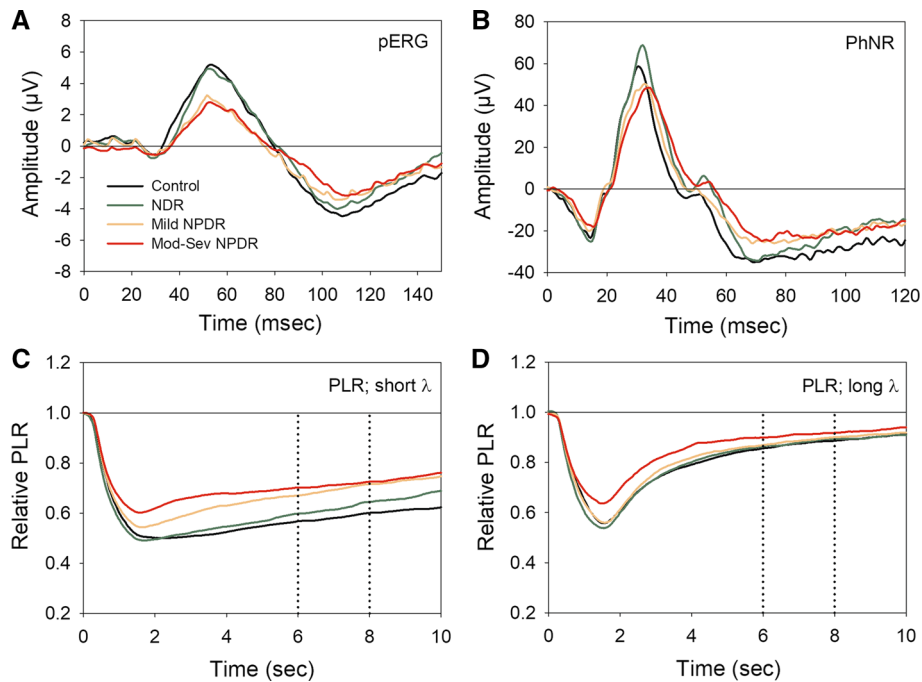 A
pERG
Amplitude (µV)
8
6
4
2
0
-2
-4
-6
-8
Control
NDR
Mild NPDR
Mod-Sev NPDR
0 20 40 60 80 100 120 140
Time (msec)
B
PhNR
Amplitude (µV)
80
60
40
20
0
-20
-40
0 20 40 60 80 100 120
Time (msec)
C
PLR; short λ
Relative PLR
1.2
1.0
0.8
0.6
0.4
0.2
0 2 4 6 8 10
Time (sec)
D
PLR; long λ
Relative PLR
1.2
1.0
0.8
0.6
0.4
0.2
0 2 4 6 8 10
Time (sec)